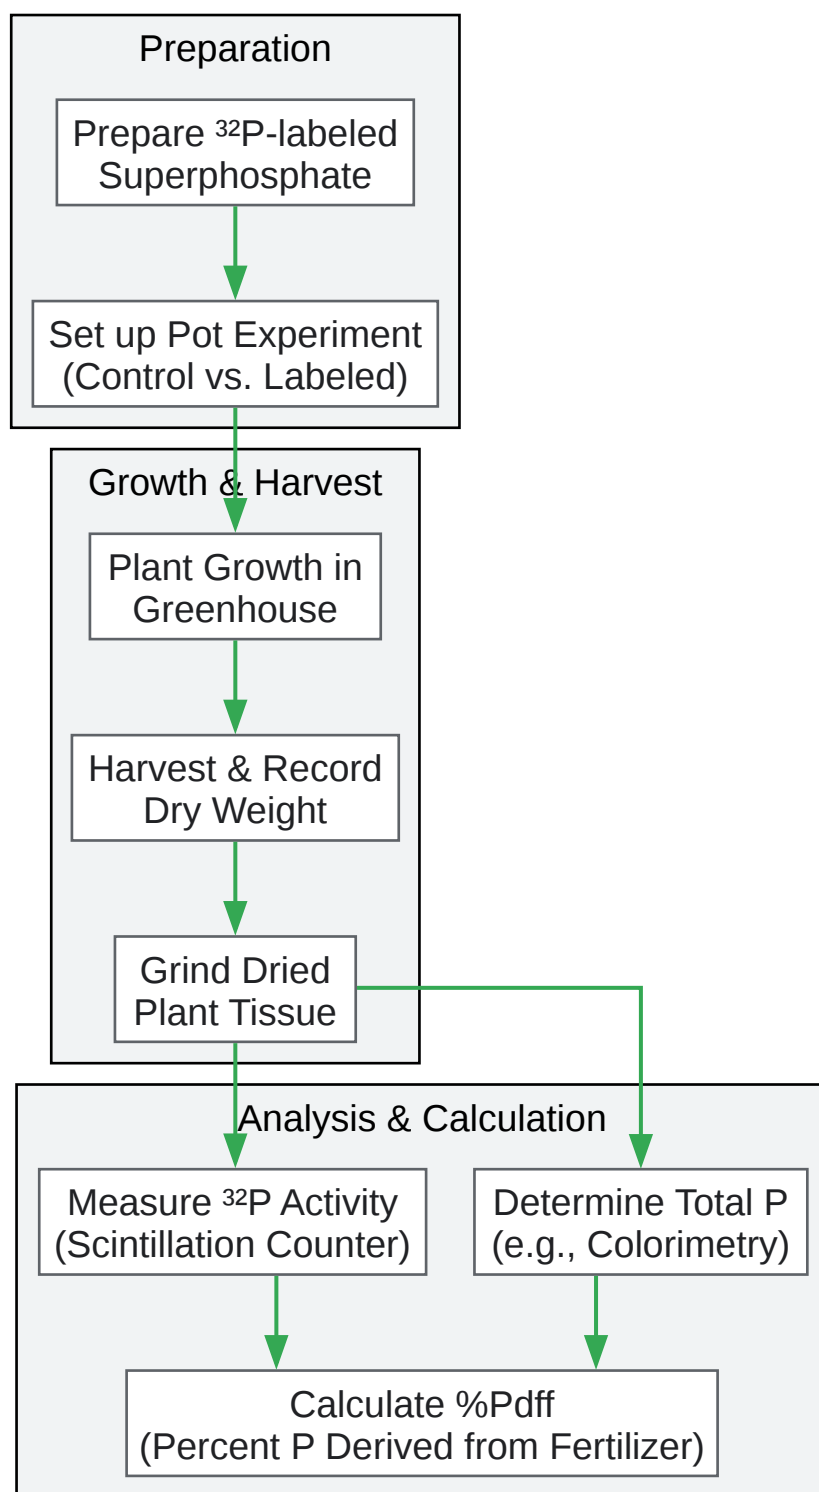 Preparation
Prepare ³²P-labeled
Superphosphate
Set up Pot Experiment
(Control vs. Labeled)
Growth & Harvest
Plant Growth in
Greenhouse
Harvest & Record
Dry Weight
Grind Dried
Plant Tissue
Analysis & Calculation
Measure ³²P Activity
(Scintillation Counter)
Determine Total P
(e.g., Colorimetry)
Calculate %Pdff
(Percent P Derived from Fertilizer)